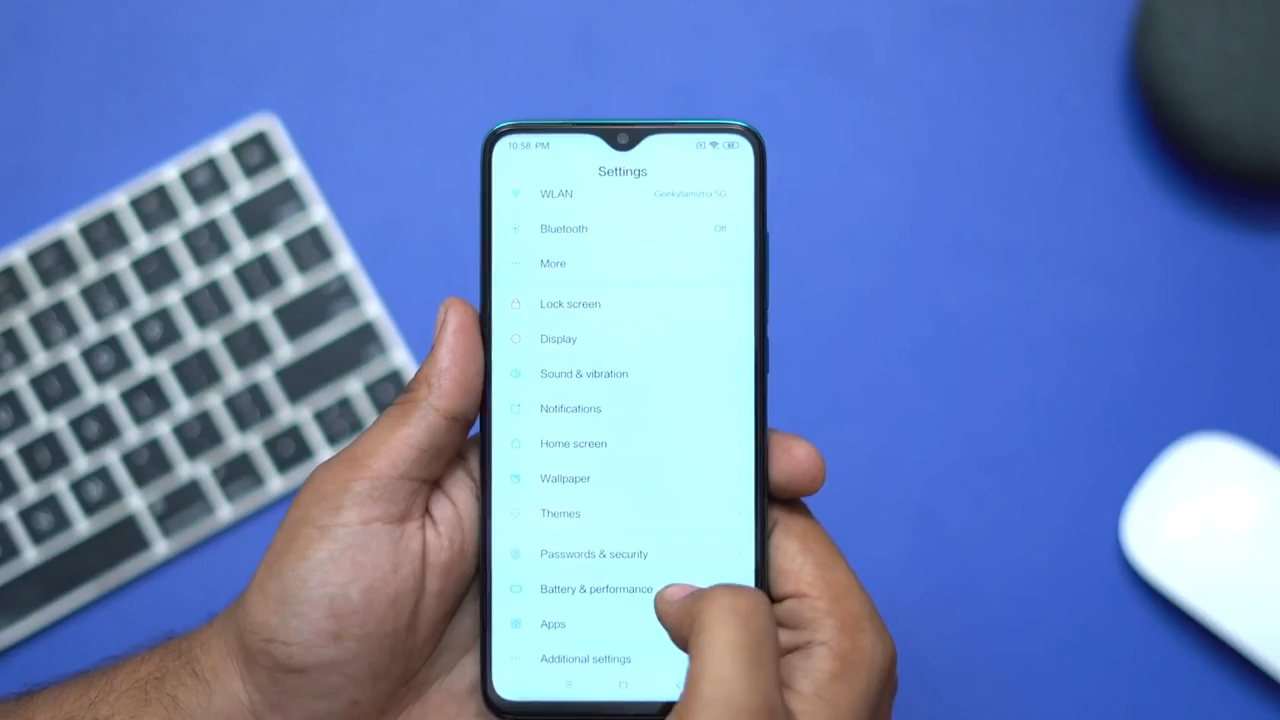 10:58 PM
Settings
WLAN
Bluetooth Off
More
Lock screen
Display
Sound & vibration
Notifications
Home screen
Wallpaper
Themes
Passwords & security
Battery & performance
Apps
Additional settings